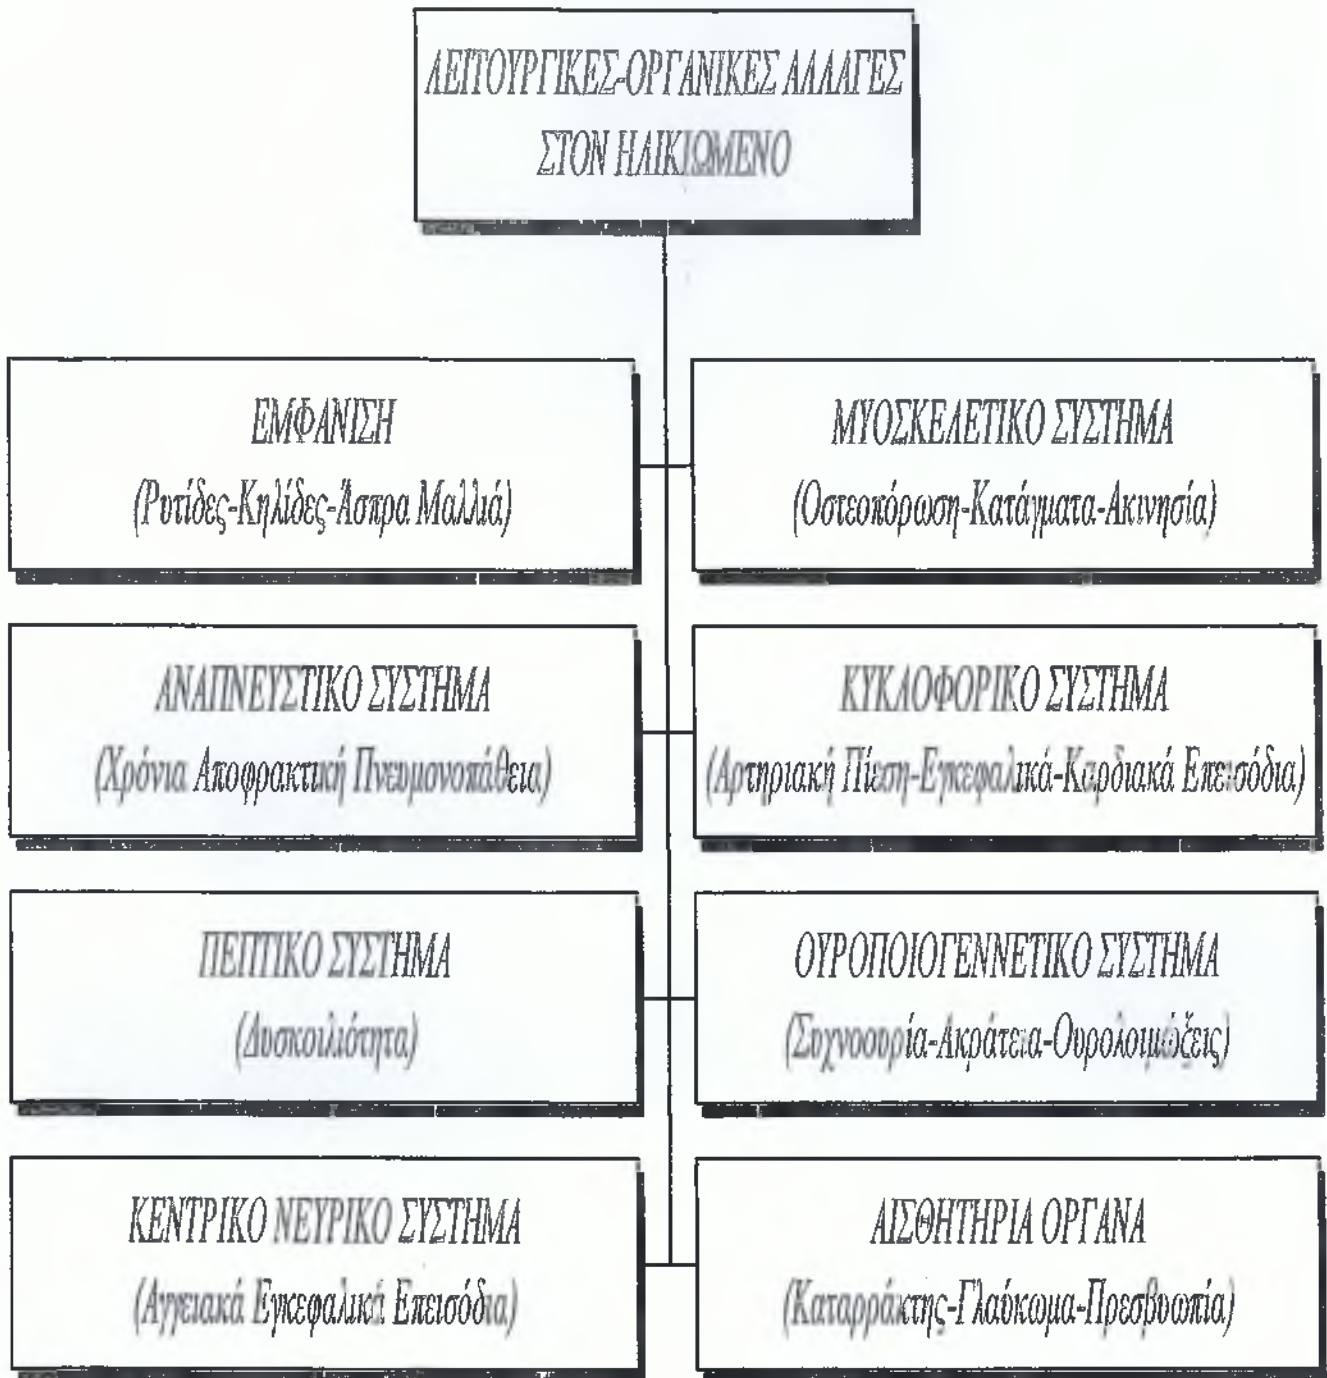 ΛΕΙΤΟΥΡΓΙΚΕΣ-ΟΡΓΑΝΙΚΕΣ ΑΛΛΑΓΕΣ
ΣΤΟΝ ΗΛΙΚΙΩΜΕΝΟ
ΕΜΦΑΝΙΣΗ
(Ρυτίδες-Κηλίδες-Άσπρα Μαλλιά)
ΜΥΟΣΚΕΛΕΤΙΚΟ ΣΥΣΤΗΜΑ
(Οστεοπόρωση-Κατάγματα-Ακινησία)
ΑΝΑΠΝΕΥΣΤΙΚΟ ΣΥΣΤΗΜΑ
(Χρόνια Αποφρακτική Πνευμονοπάθεια)
ΚΥΚΛΟΦΟΡΙΚΟ ΣΥΣΤΗΜΑ
(Αρτηριακή Πίεση-Εγκεφαλικά-Καρδιακά Επεισόδια)
ΠΕΠΤΙΚΟ ΣΥΣΤΗΜΑ
(Δυσκοιλιότητα)
ΟΥΡΟΠΟΙΟΓΕΝΝΕΤΙΚΟ ΣΥΣΤΗΜΑ
(Συχνοουρία-Ακράτεια-Ουρολοιμώξεις)
ΚΕΝΤΡΙΚΟ ΝΕΥΡΙΚΟ ΣΥΣΤΗΜΑ
(Αγγειακά Εγκεφαλικά Επεισόδια)
ΑΙΣΘΗΤΗΡΙΑ ΟΡΓΑΝΑ
(Καταρράκτης-Γλαύκωμα-Πρεσβυωπία)